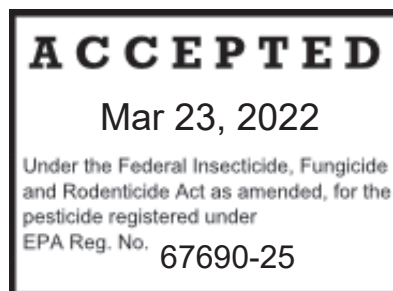 ACCEPTED
Mar 23, 2022
Under the Federal Insecticide, Fungicide
and Rodenticide Act as amended, for the
pesticide registered under
EPA Reg. No. 67690-25